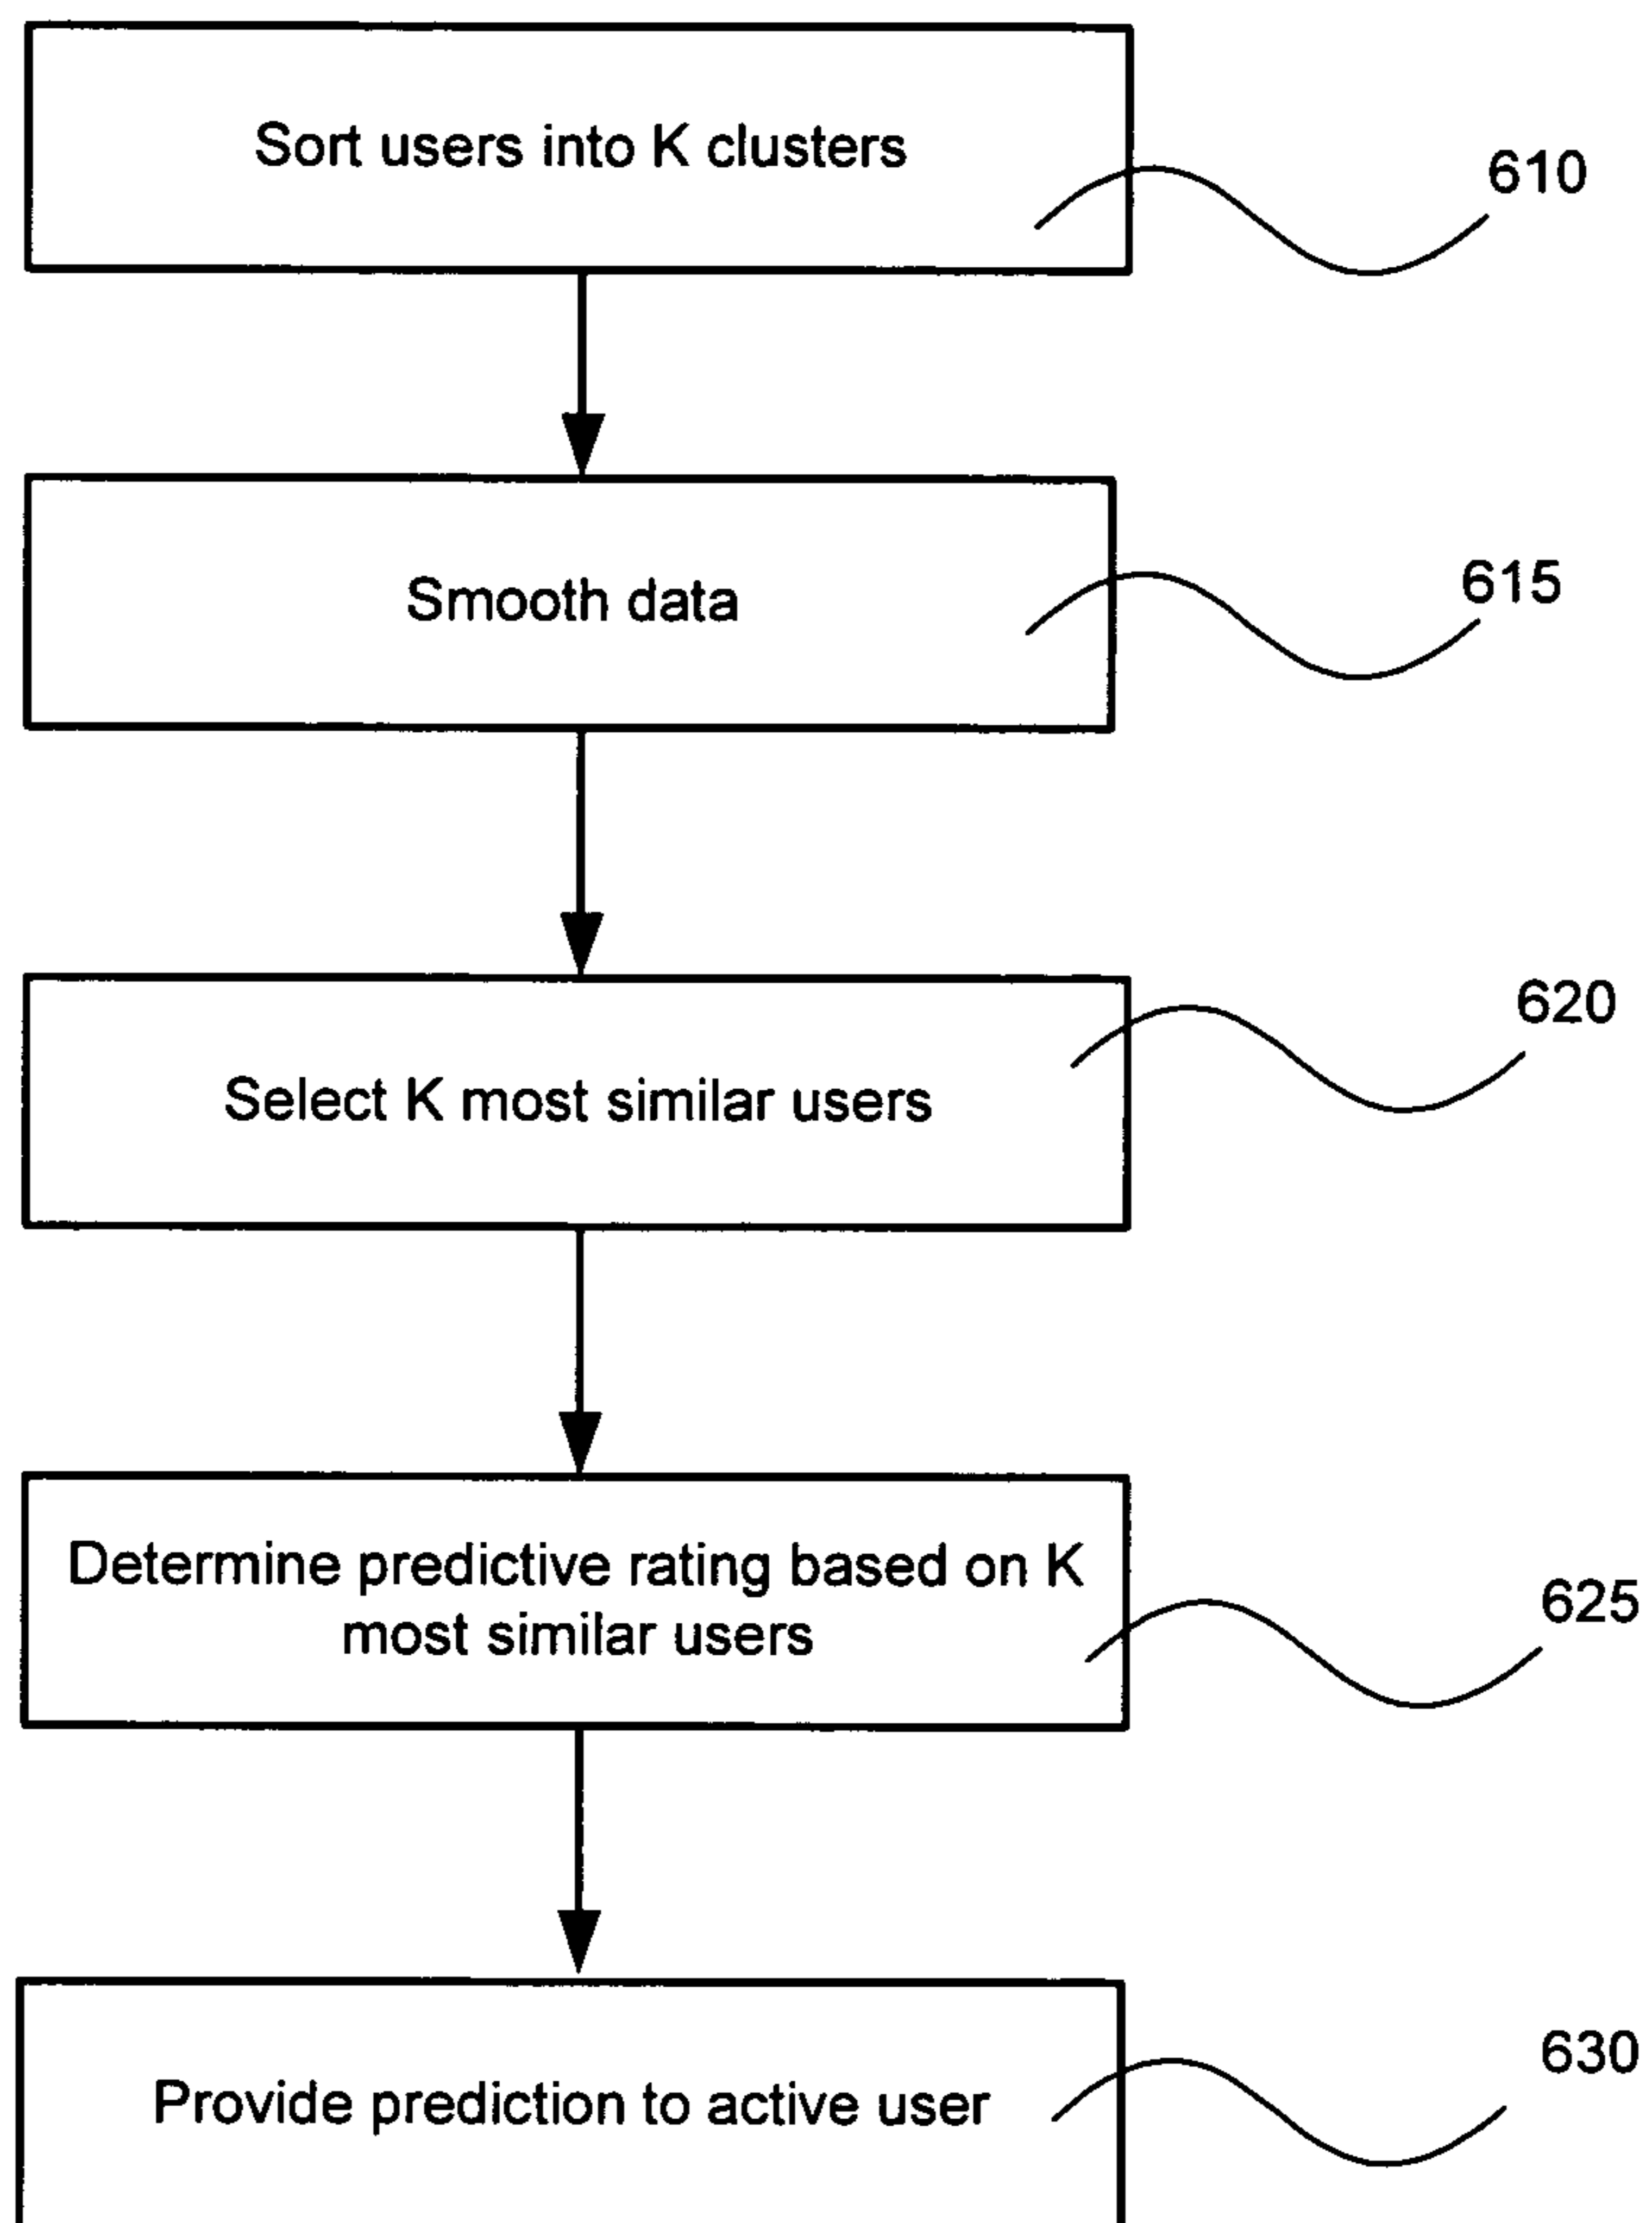 Sort users into K clusters
610
Smooth data
615
Select K most similar users
620
Determine predictive rating based on K
most similar users
625
Provide prediction to active user
630